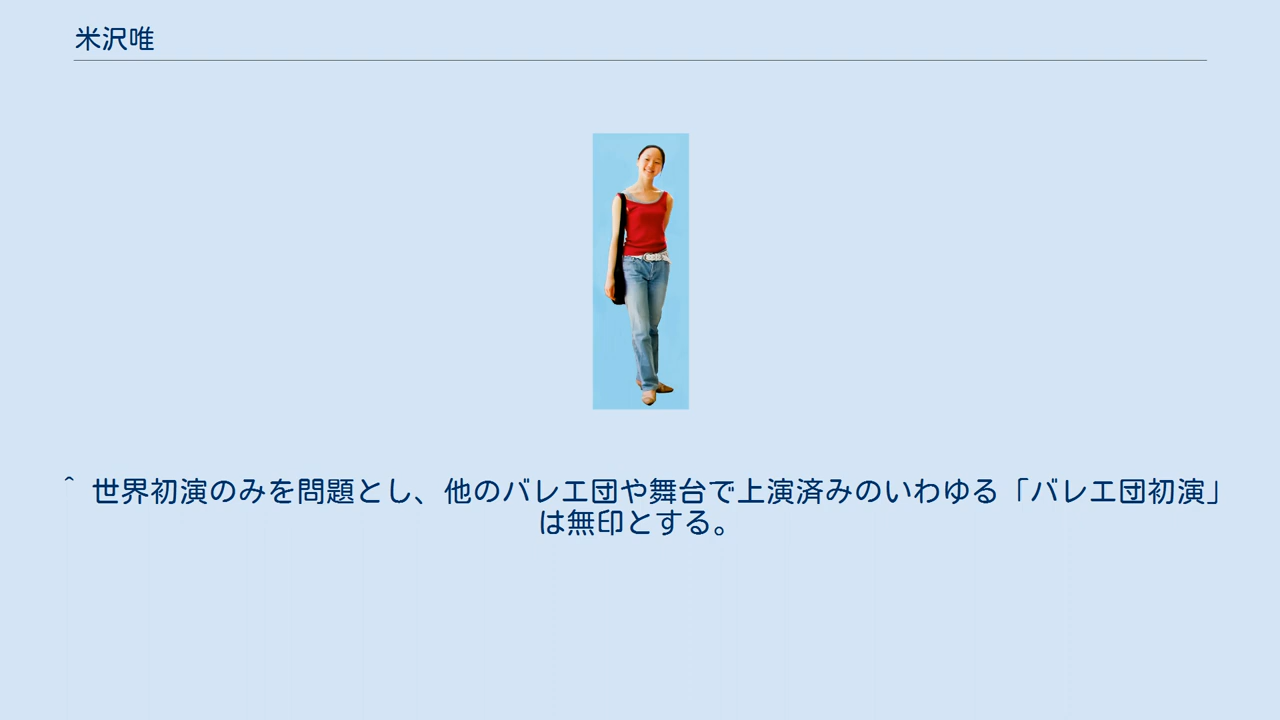 米沢唯
^ 世界初演のみを問題とし、他のバレエ団や舞台で上演済みのいわゆる「バレエ団初演」
は無印とする。